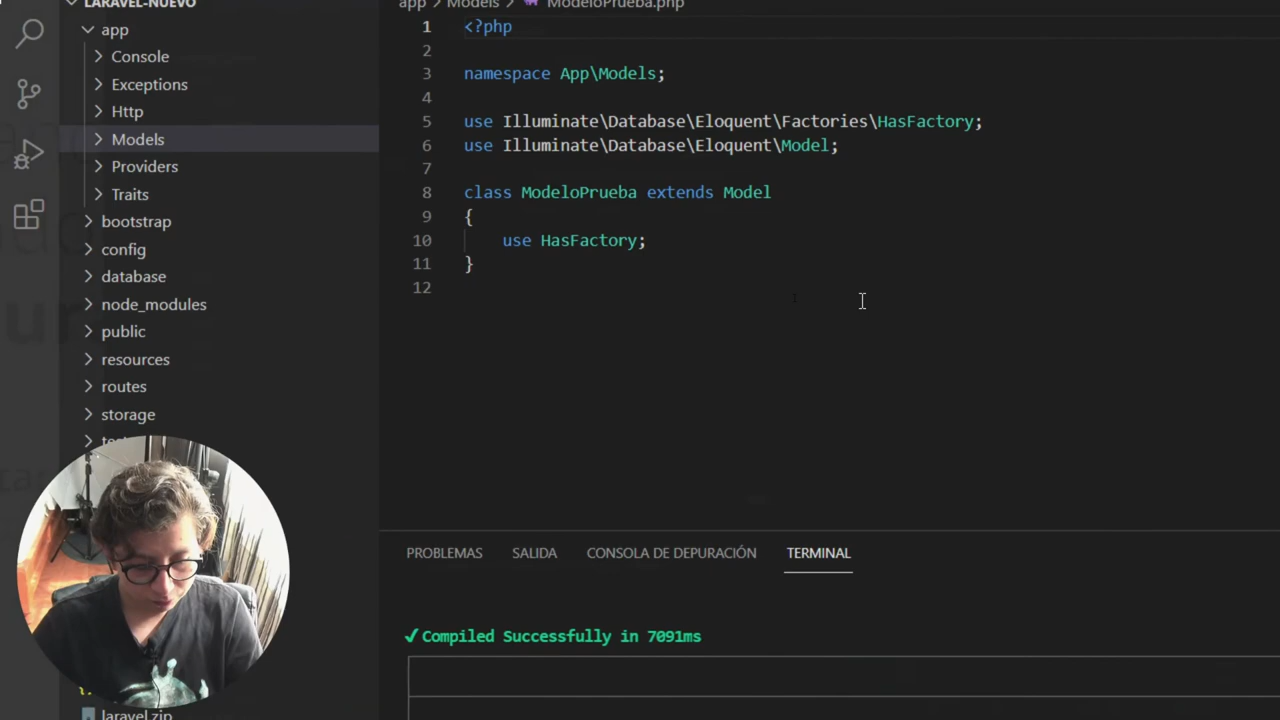 LARAVEL-NUEVO
app
Console
Exceptions
Http
Models
Providers
Traits
bootstrap
config
database
node_modules
public
resources
routes
storage
laravel.zip
app > Models > ModeloPrueba.php
1 <?php
2
3 namespace App\Models;
4
5 use Illuminate\Database\Eloquent\Factories\HasFactory;
6 use Illuminate\Database\Eloquent\Model;
7
8 class ModeloPrueba extends Model
9 {
10 use HasFactory;
11 }
12
PROBLEMAS SALIDA CONSOLA DE DEPURACIÓN TERMINAL
✔Compiled Successfully in 7091ms